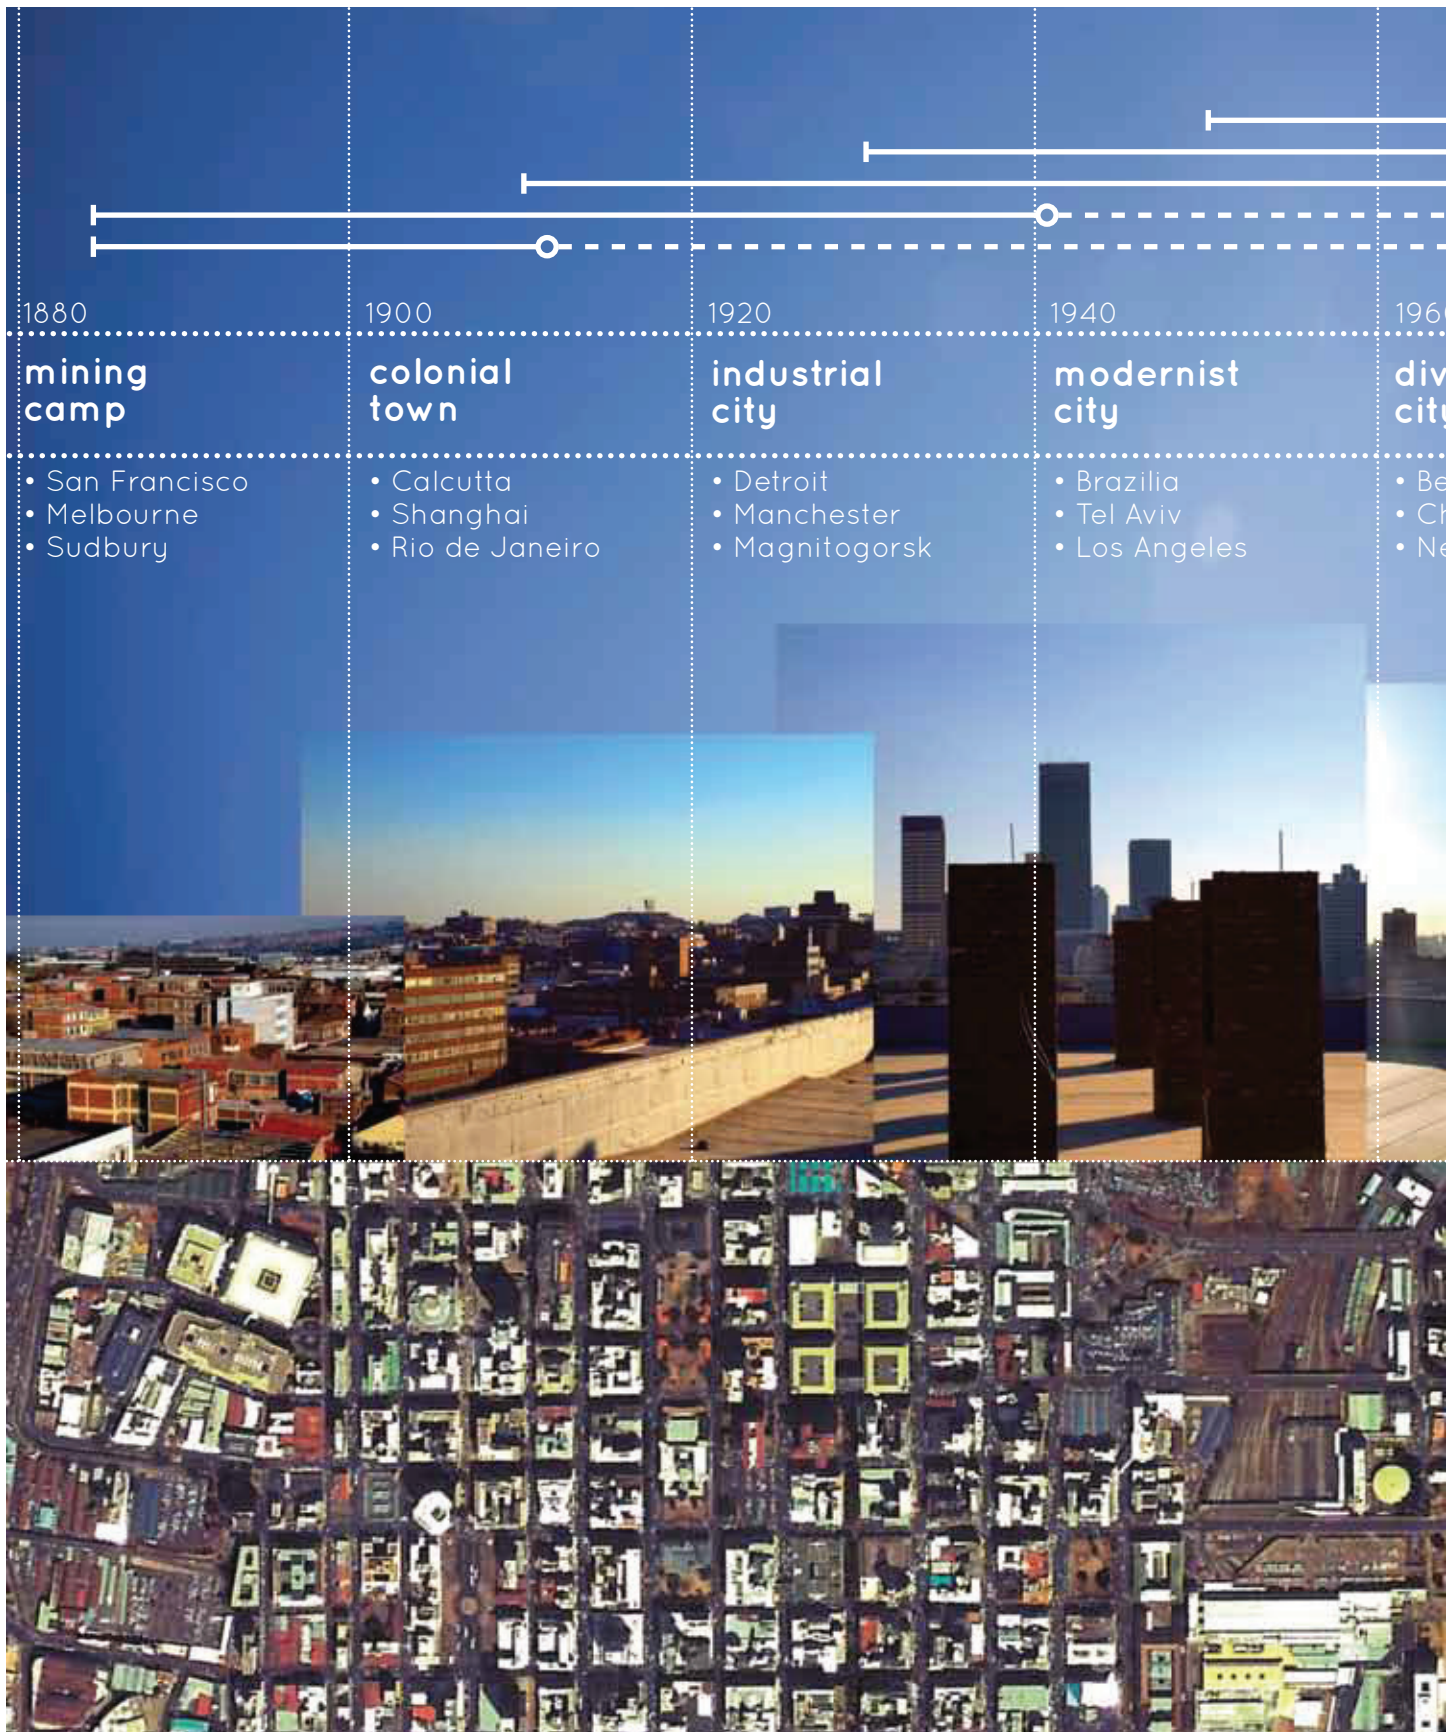 1880
1900
1920
1940
mining
camp
colonial
town
industrial
city
modernist
city
• San Francisco
• Melbourne
• Sudbury
• Calcutta
• Shanghai
• Rio de Janeiro
• Detroit
• Manchester
• Magnitogorsk
• Brazilia
• Tel Aviv
• Los Angeles